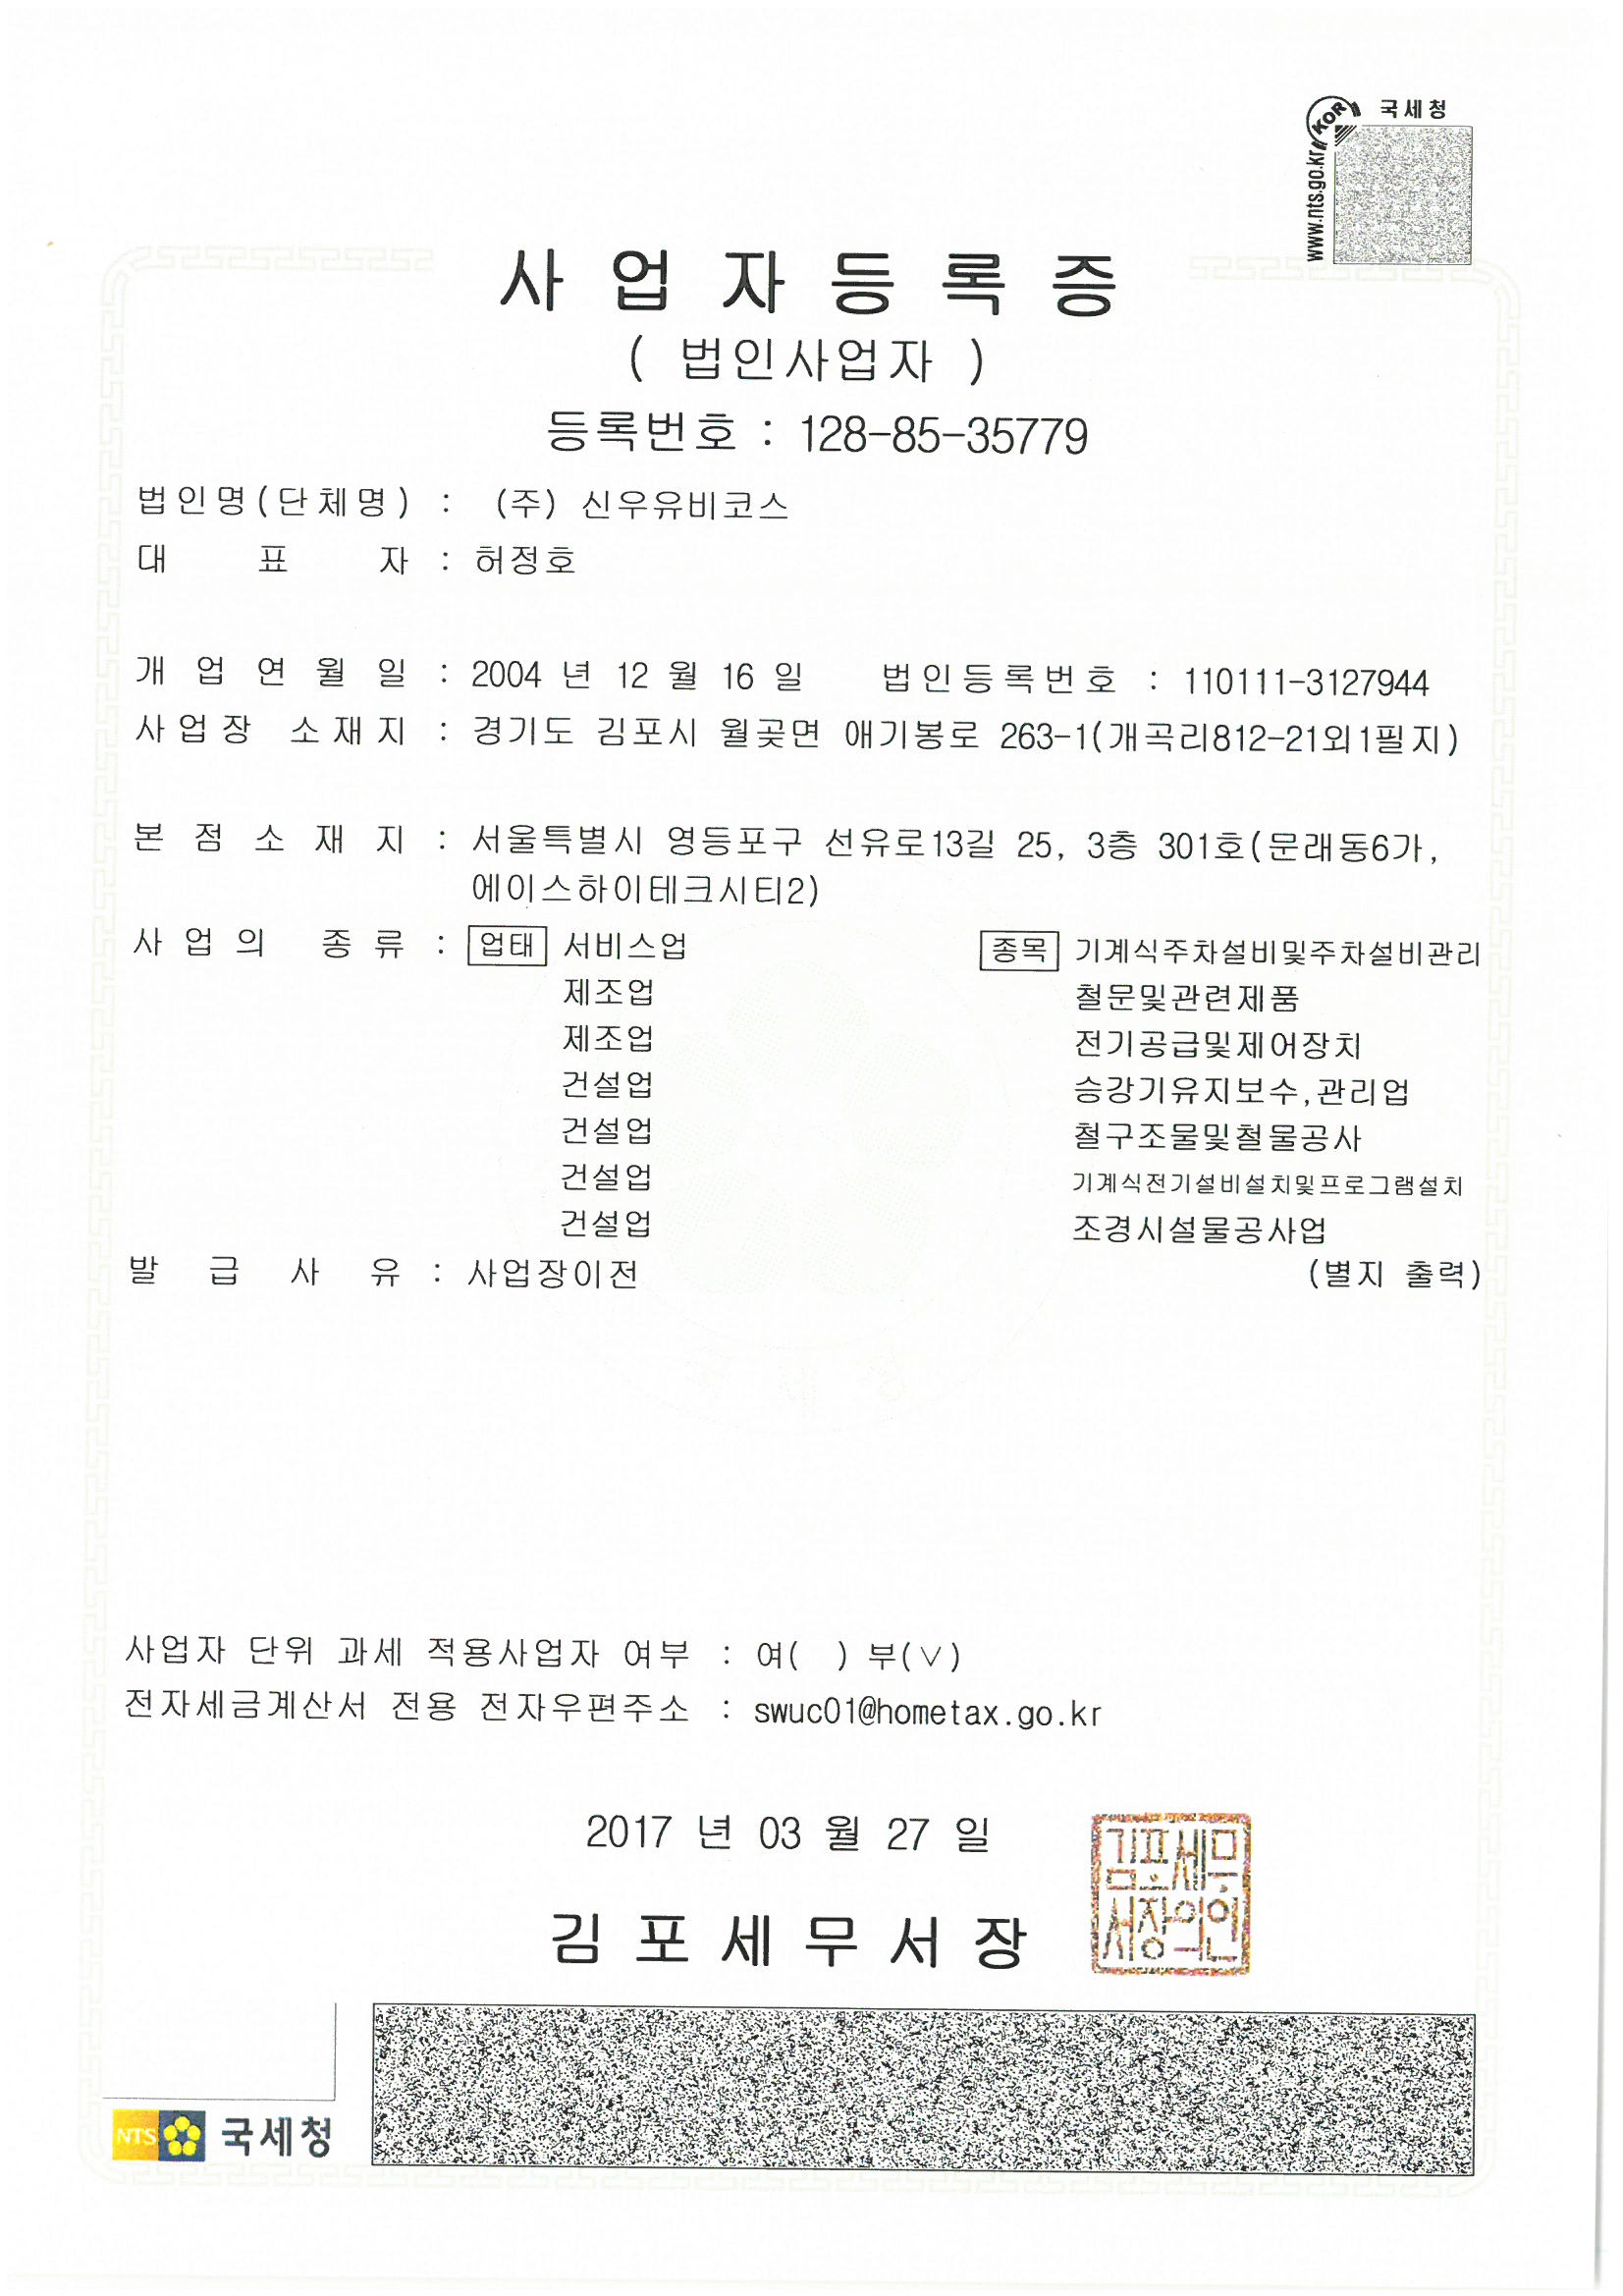 국세청
KOR
www.nts.go.kr
사 업 자 등 록 증
( 법인사업자 )
등록번호 : 128-85-35779
법인명(단체명) : (주) 신우유비코스
대 표 자 : 허정호
개 업 연 월 일 : 2004 년 12 월 16 일 법인등록번호 : 110111-3127944
사업장 소재지 : 경기도 김포시 월곶면 애기봉로 263-1(개곡리812-21외1필지)
본 점 소 재 지 : 서울특별시 영등포구 선유로13길 25, 3층 301호(문래동6가,
에이스하이테크시티2)
사 업 의 종 류 : 업태 서비스업 종목 기계식주차설비및주차설비관리
제조업 철문및관련제품
제조업 전기공급및제어장치
건설업 승강기유지보수,관리업
건설업 철구조물및철물공사
건설업 기계식전기설비설치및프로그램설치
건설업 조경시설물공사업
발 급 사 유 : 사업장이전 (별지 출력)
사업자 단위 과세 적용사업자 여부 : 여( ) 부(∨)
전자세금계산서 전용 전자우편주소 : swuc01@hometax.go.kr
2017 년 03 월 27 일
김 포 세 무 서 장
김포세무
서장의인
NTS 국세청